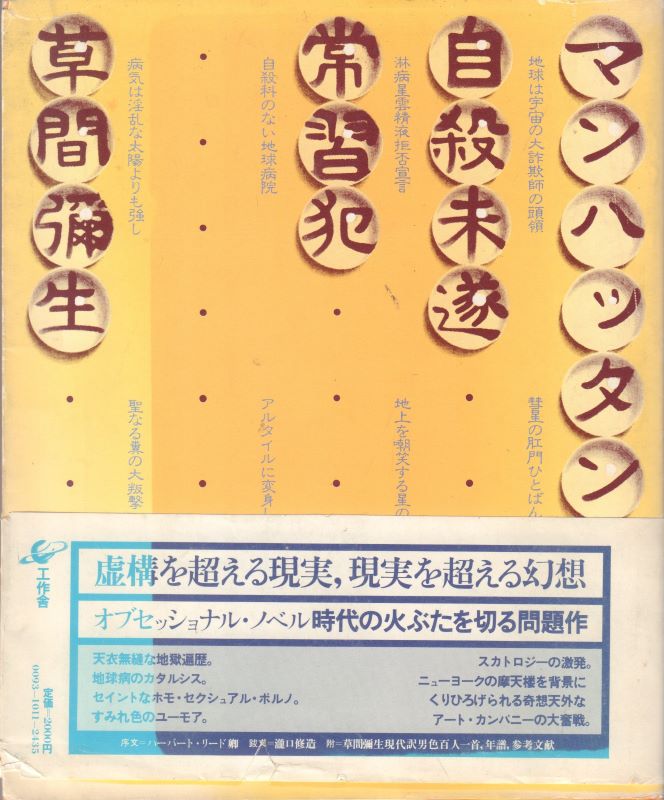 マンハッタン
自殺未遂
常習犯
草間彌生
地球は宇宙の大詐欺師の頭領
彗星の肛門ひとばん
淋病星雲精液拒否宣言
地上を嘲笑する星の
自殺科のない地球病院
アルタイルに変身し
病気は淫乱な太陽よりも強し
聖なる糞の大叛撃
工作舎
定価=2000円
0093-1011-2435
虚構を超える現実,現実を超える幻想
オブセッショナル・ノベル時代の火ぶたを切る問題作
天衣無縫な地獄遍歴。
地球病のカタルシス。
セイントなホモ・セクシュアル・ポルノ。
すみれ色のユーモア。
スカトロジーの激発。
ニューヨークの摩天楼を背景に
くりひろげられる奇想天外な
アート・カンパニーの大奮戦。
序文=ハーバート・リード卿 跋文=瀧口修造 附=草間彌生現代訳男色百人一首,年譜,参考文献